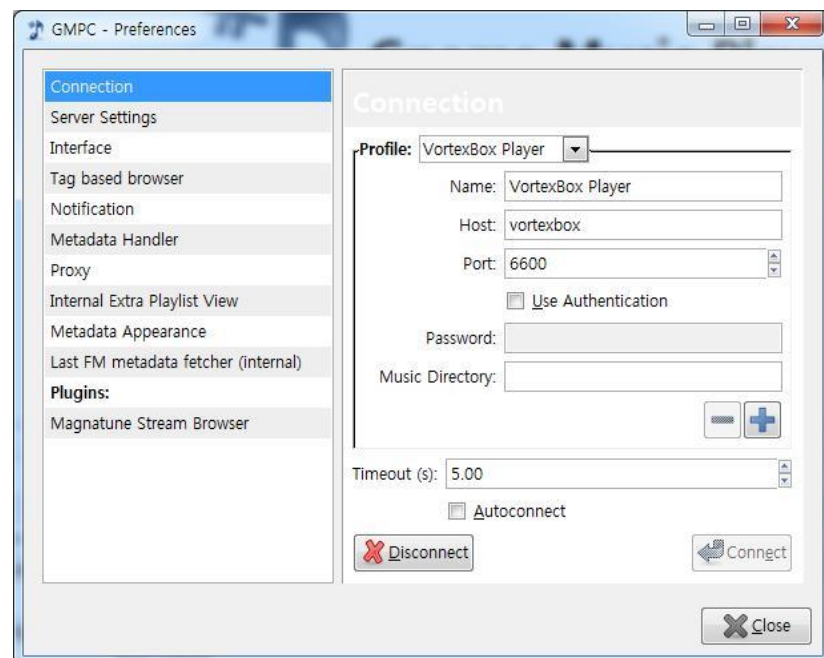 GMPC - Preferences
Connection
Server Settings
Interface
Tag based browser
Notification
Metadata Handler
Proxy
Internal Extra Playlist View
Metadata Appearance
Last FM metadata fetcher (internal)
Plugins:
Magnatune Stream Browser
Connection
Profile: VortexBox Player
Name: VortexBox Player
Host: vortexbox
Port: 6600
Use Authentication
Password:
Music Directory:
Timeout (s): 5.00
Autoconnect
Disconnect
Connect
Close